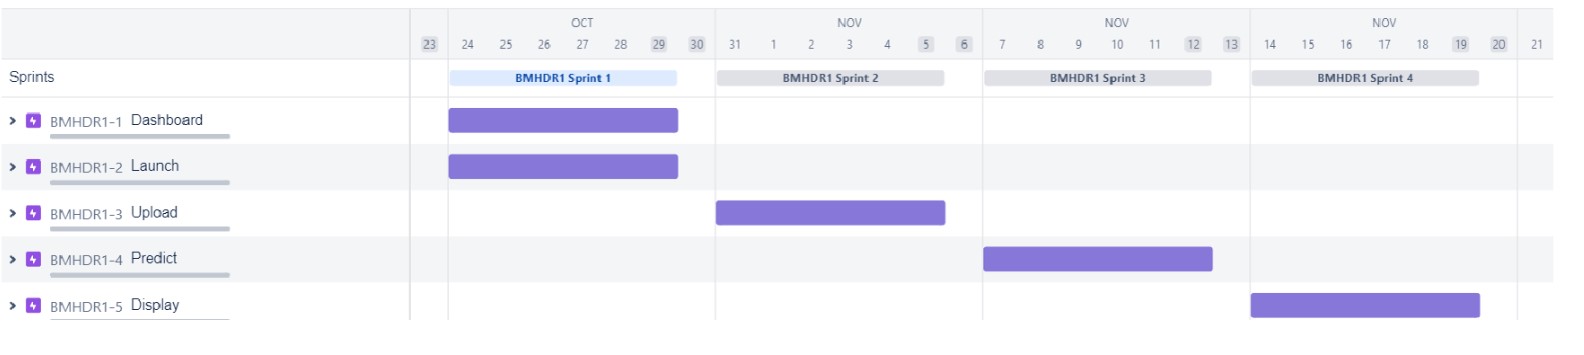 OCT NOV NOV NOV
23 24 25 26 27 28 29 30 31 1 2 3 4 5 6 7 8 9 10 11 12 13 14 15 16 17 18 19 20 21
Sprints BMHDR1 Sprint 1 BMHDR1 Sprint 2 BMHDR1 Sprint 3 BMHDR1 Sprint 4
BMHDR1-1 Dashboard
BMHDR1-2 Launch
BMHDR1-3 Upload
BMHDR1-4 Predict
BMHDR1-5 Display